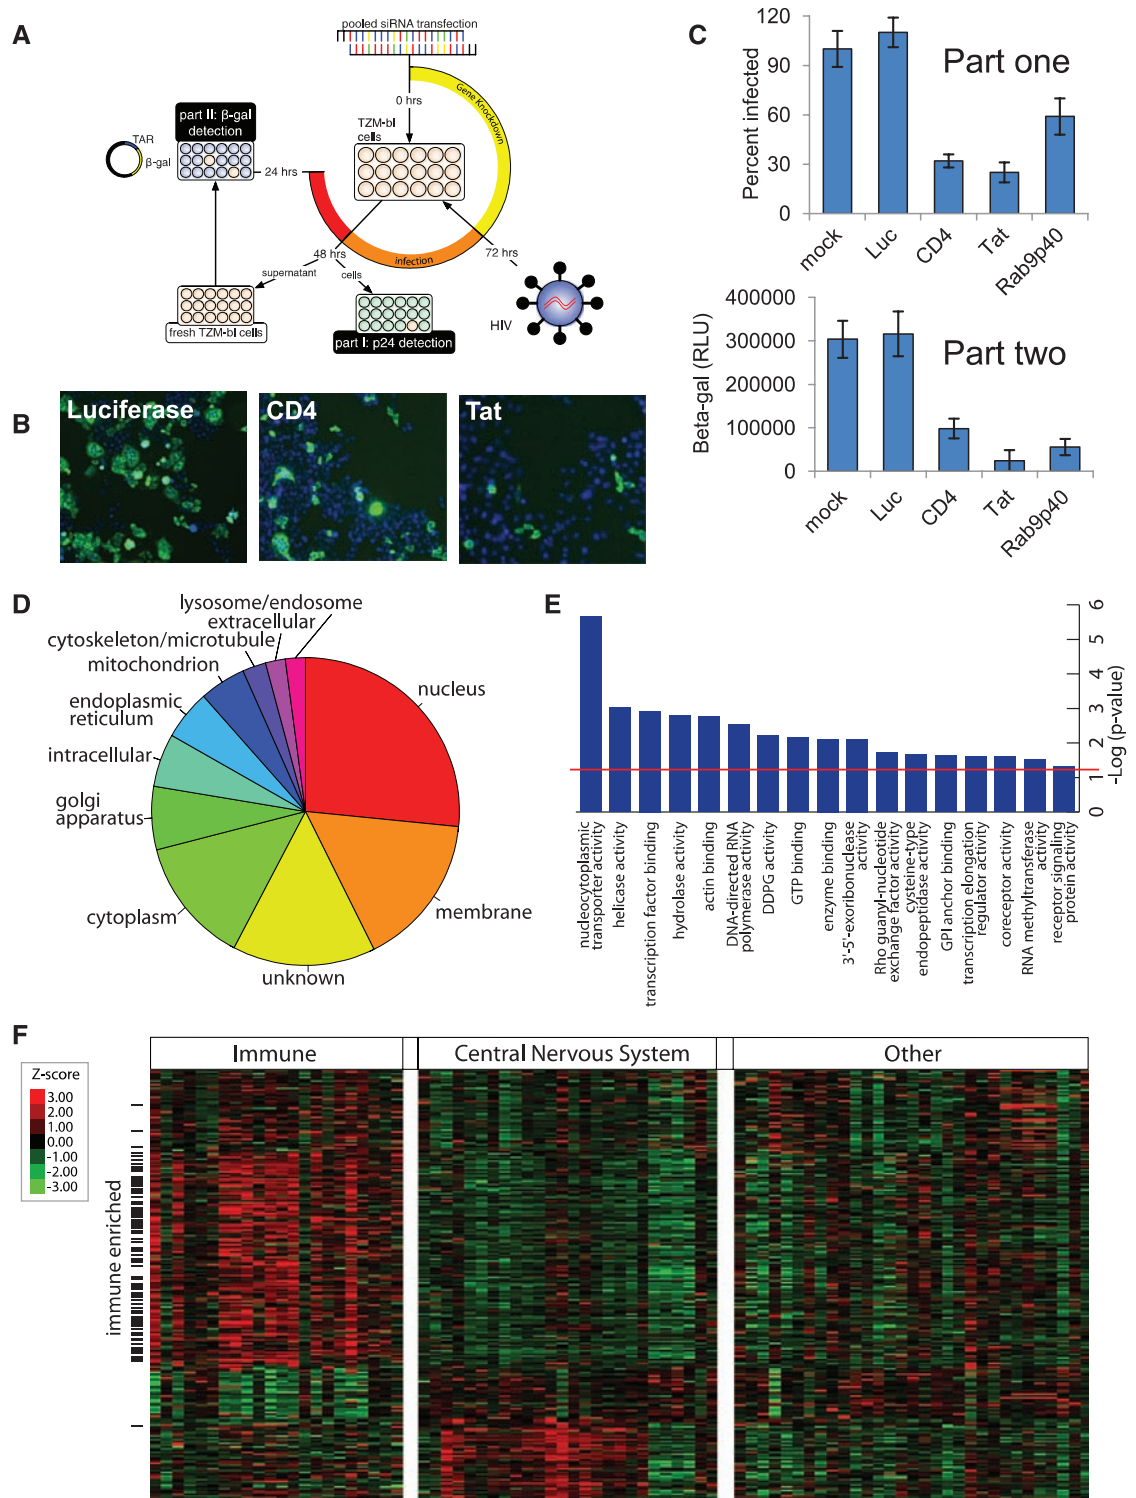 A
pooled siRNA transfection
0 hrs
Gene Knockdown
TZM-bl
cells
part II: β-gal
detection
TAR
β-gal
24 hrs
infection
48 hrs
72 hrs
supernatant
cells
HIV
fresh TZM-bl cells
part I: p24 detection
B
Luciferase
CD4
Tat
C
Part one
Percent infected
120
90
60
30
0
mock
Luc
CD4
Tat
Rab9p40
Part two
Beta-gal (RLU)
400000
300000
200000
100000
0
mock
Luc
CD4
Tat
Rab9p40
D
lysosome/endosome
extracellular
cytoskeleton/microtubule
mitochondrion
endoplasmic
reticulum
intracellular
golgi
apparatus
cytoplasm
unknown
membrane
nucleus
E
6
5
4
3
2
1
0
-Log (p-value)
nucleocytoplasmic
transporter activity
helicase activity
transcription factor binding
hydrolase activity
actin binding
DNA-directed RNA
polymerase activity
DDPG activity
GTP binding
enzyme binding
3'-5'-exoribonuclease
activity
Rho guanyl-nucleotide
exchange factor activity
cysteine-type
endopeptidase activity
GPI anchor binding
transcription elongation
regulator activity
coreceptor activity
RNA methyltransferase
activity
receptor signaling
protein activity
F
Immune
Central Nervous System
Other
Z-score
3.00
2.00
1.00
0.00
-1.00
-2.00
-3.00
immune enriched